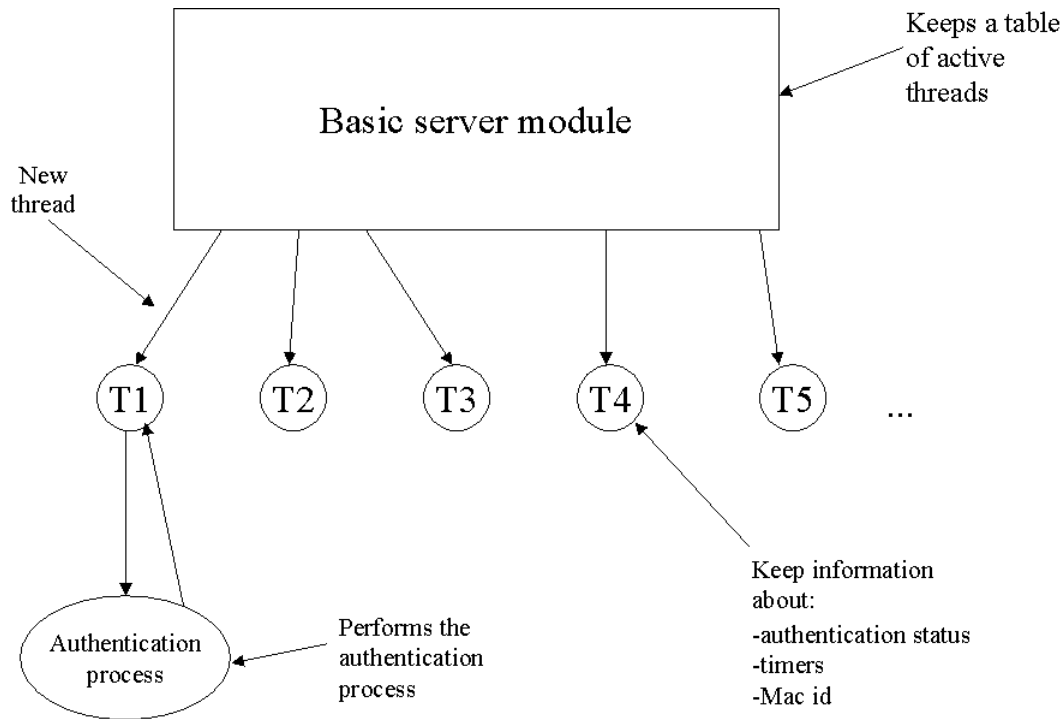 Keeps a table
of active
threads
Basic server module
New
thread
T1
T2
T3
T4
T5
...
Keep information
about:
-authentication status
-timers
-Mac id
Authentication
process
Performs the
authentication
process